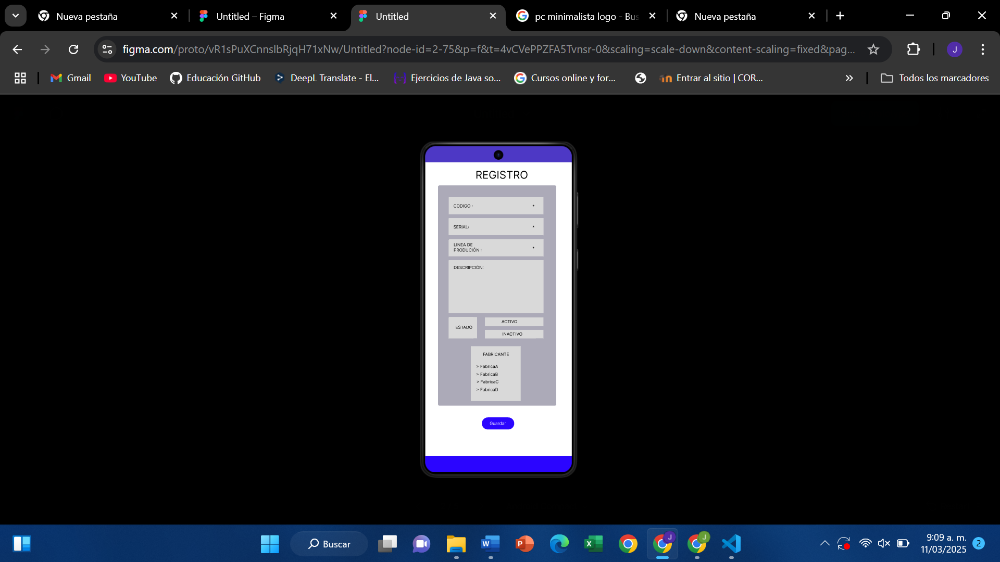 Nueva pestaña
Untitled – Figma
Untitled
pc minimalista logo - Bus
Nueva pestaña
figma.com/proto/vR1sPuXCnnslbRjqH71xNw/Untitled?node-id=2-75&p=f&t=4vCVePPZFA5Tvnsr-0&scaling=scale-down&content-scaling=fixed&pag...
J
Gmail
YouTube
Educación GitHub
DeepL Translate - El...
Ejercicios de Java so...
Cursos online y for...
Entrar al sitio | COR...
Todos los marcadores
REGISTRO
CODIGO : *
SERIAL: *
LINEA DE
PRODUCIÓN : *
DESCRIPCIÓN:
ESTADO
ACTIVO
INACTIVO
FABRICANTE
> FabricaA
> FabricaB
> FabricaC
> FabricaD
Guardar
Buscar
9:09 a. m.
11/03/2025
2